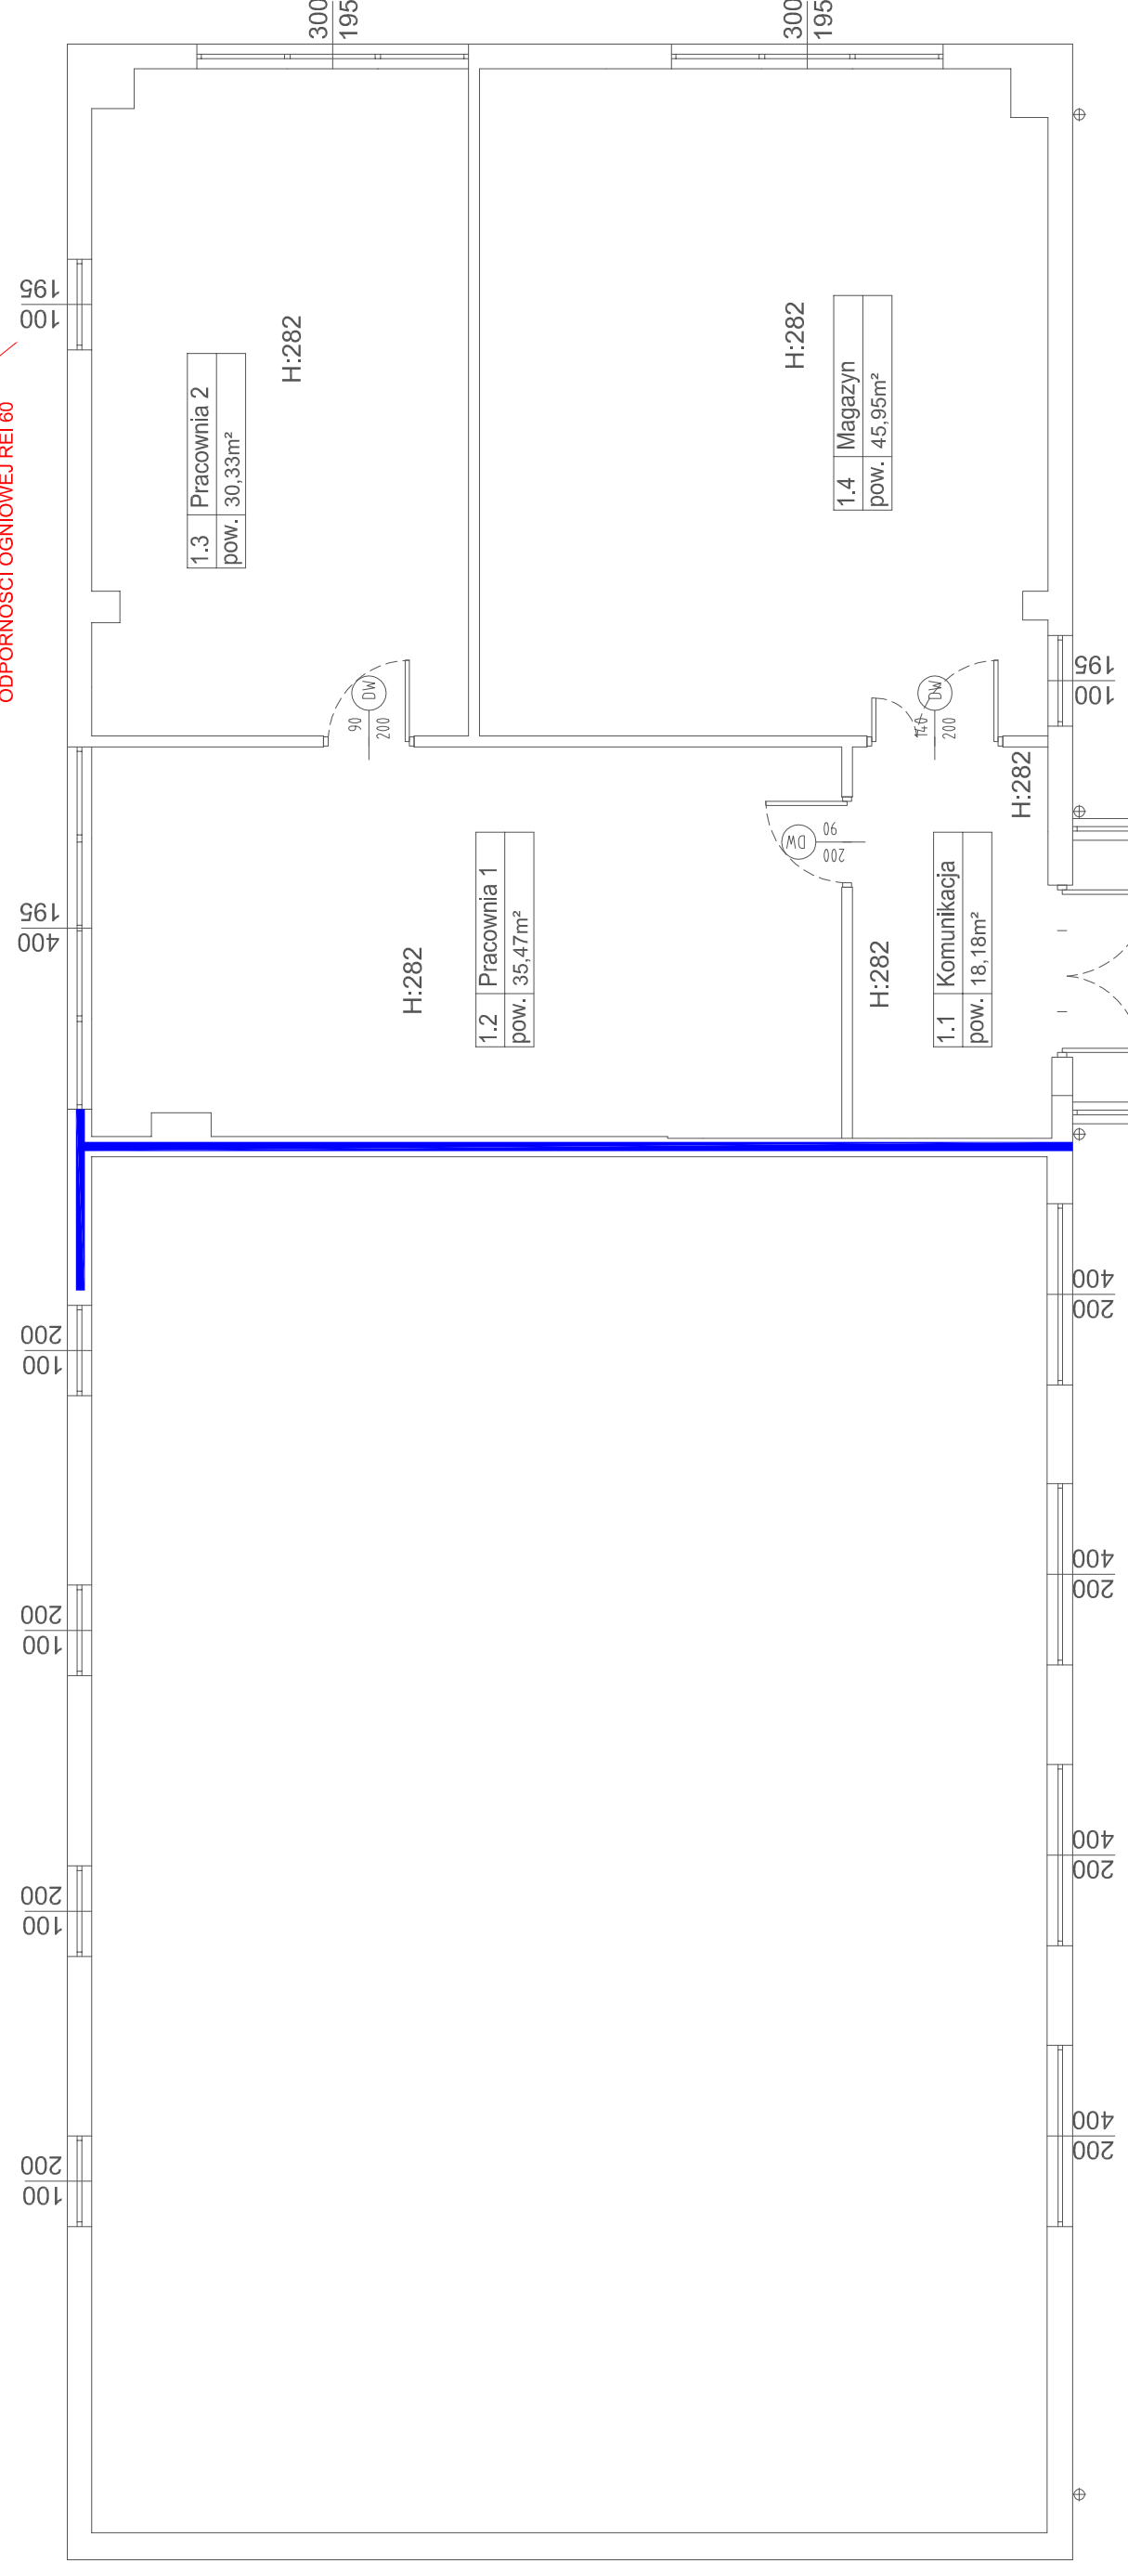 ODPORNOŚCI OGNIOWEJ REI 60
300
195
300
195
195
100
1.3 Pracownia 2
pow. 30,33m²
H:282
H:282
1.4 Magazyn
pow. 45,95m²
90
200
DW
140
200
DW
195
100
195
400
H:282
1.2 Pracownia 1
pow. 35,47m²
DW
90
200
H:282
H:282
1.1 Komunikacja
pow. 18,18m²
200
100
400
200
200
100
400
200
200
100
400
200
200
100
400
200